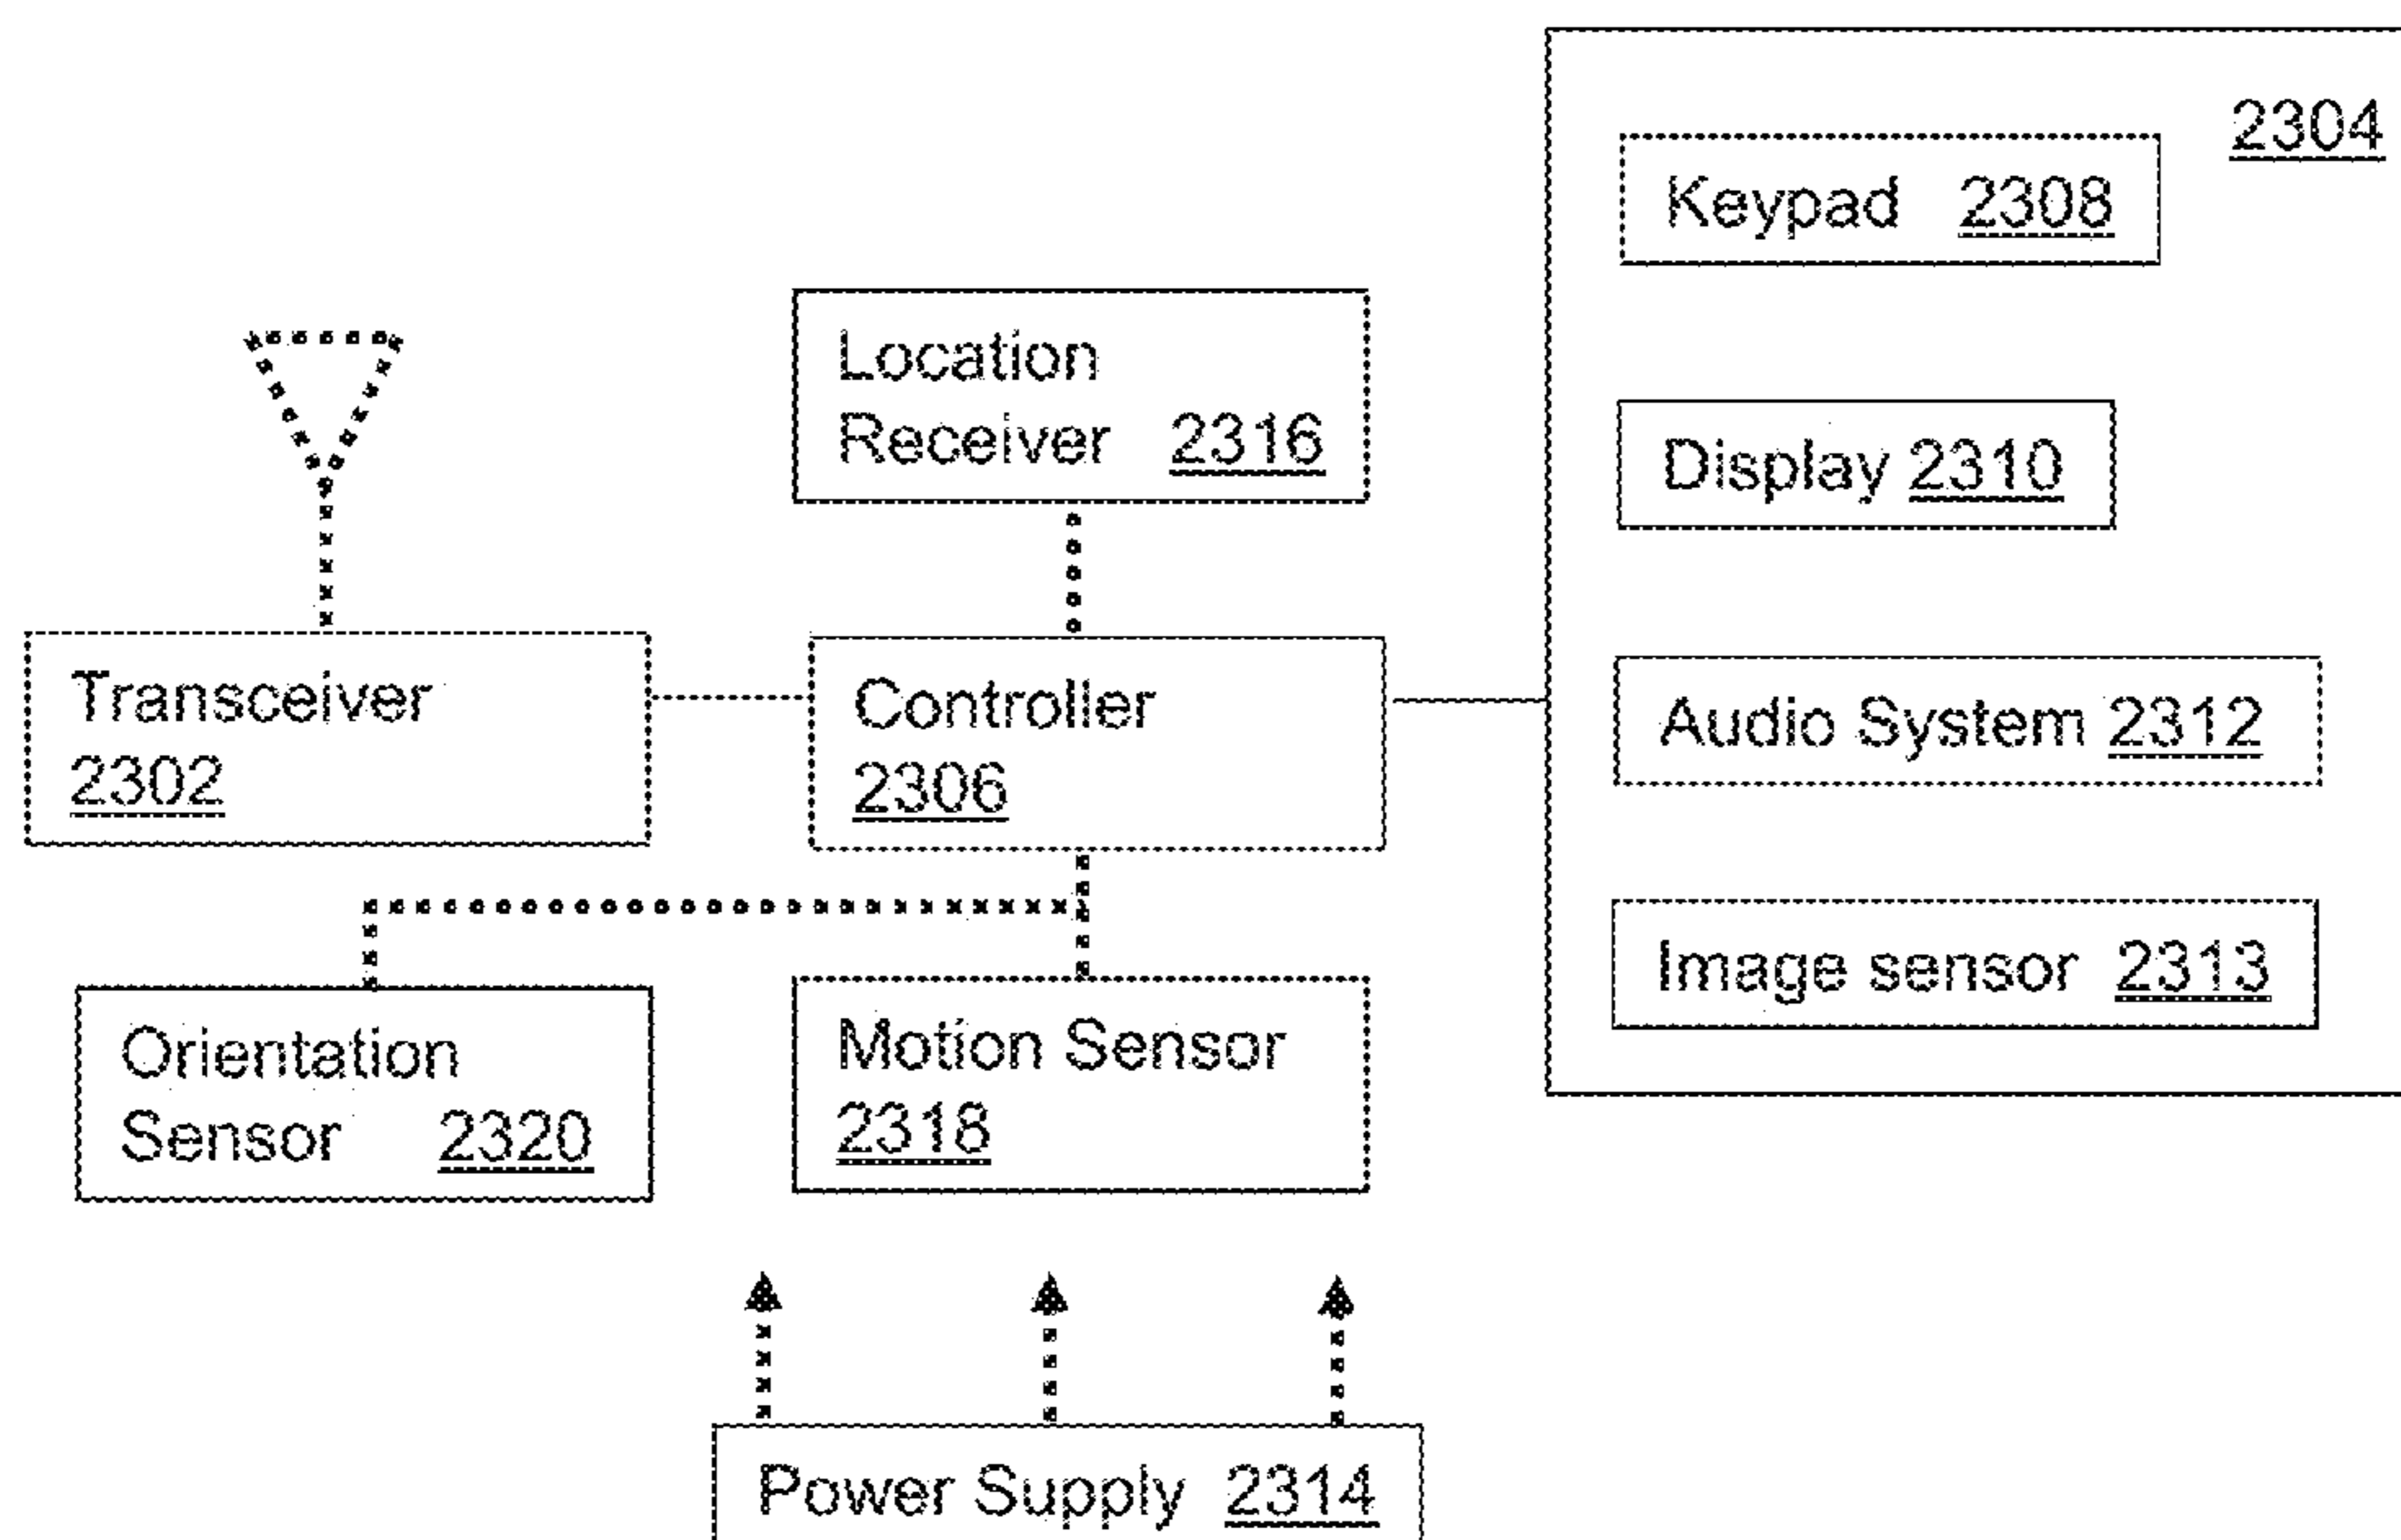 2304
Keypad 2308
Location
Receiver 2316
Display 2310
Transceiver
2302
Controller
2306
Audio System 2312
Image sensor 2313
Orientation
Sensor 2320
Motion Sensor
2318
Power Supply 2314